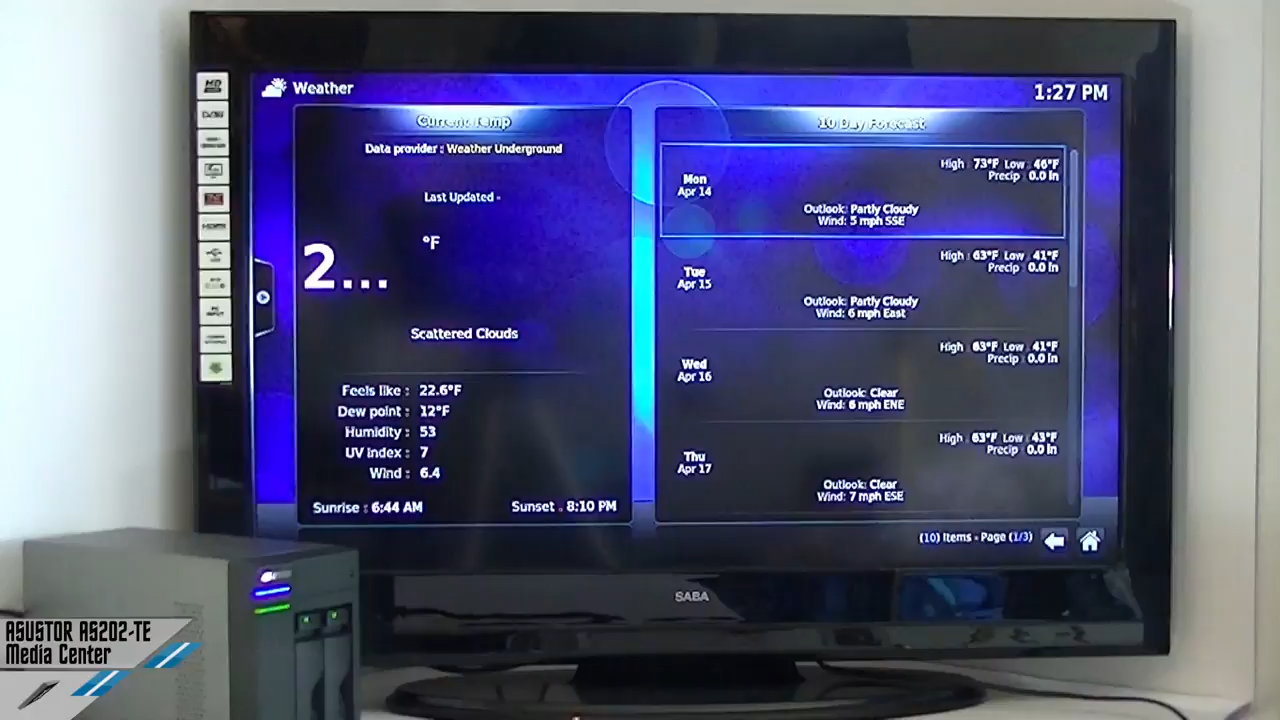 Weather
1:27 PM
Current Temp
Data provider : Weather Underground
Last Updated -
°F
2...
Scattered Clouds
Feels like : 22.6°F
Dew point : 12°F
Humidity : 53
UV Index : 7
Wind : 6.4
Sunrise : 6:44 AM
Sunset : 8:10 PM
10 Day Forecast
High : 73°F Low : 46°F
Precip : 0.0 in
Mon
Apr 14
Outlook: Partly Cloudy
Wind: 5 mph SSE
High : 63°F Low : 41°F
Precip : 0.0 in
Tue
Apr 15
Outlook: Partly Cloudy
Wind: 6 mph East
High : 63°F Low : 41°F
Precip : 0.0 in
Wed
Apr 16
Outlook: Clear
Wind: 6 mph ENE
High : 63°F Low : 43°F
Precip : 0.0 in
Thu
Apr 17
Outlook: Clear
Wind: 7 mph ESE
(10) Items - Page (1/3)
HD
HDMI
PC
INPUT
SABA
ASUSTOR AS202-TE
Media Center